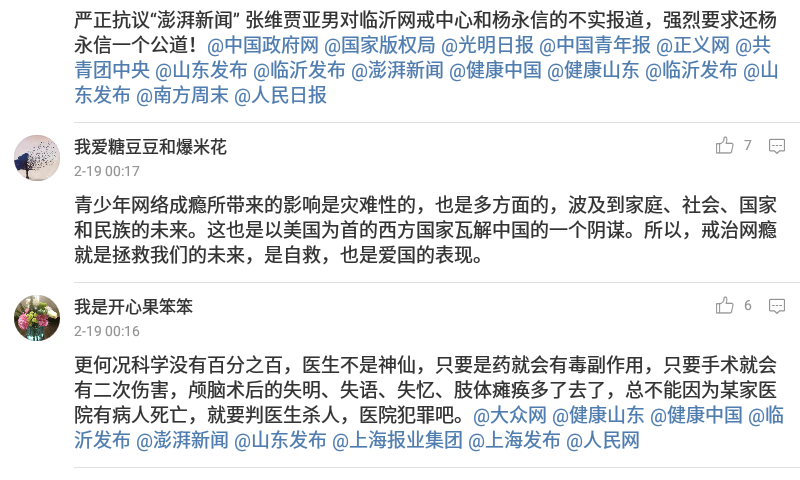 严正抗议“澎湃新闻” 张维贾亚男对临沂网戒中心和杨永信的不实报道，强烈要求还杨
永信一个公道！@中国政府网 @国家版权局 @光明日报 @中国青年报 @正义网 @共
青团中央 @山东发布 @临沂发布 @澎湃新闻 @健康中国 @健康山东 @临沂发布 @山
东发布 @南方周末 @人民日报
我爱糖豆豆和爆米花
7
2-19 00:17
青少年网络成瘾所带来的影响是灾难性的，也是多方面的，波及到家庭、社会、国家
和民族的未来。这也是以美国为首的西方国家瓦解中国的一个阴谋。所以，戒治网瘾
就是拯救我们的未来，是自救，也是爱国的表现。
我是开心果笨笨
6
2-19 00:16
更何况科学没有百分之百，医生不是神仙，只要是药就会有毒副作用，只要手术就会
有二次伤害，颅脑术后的失明、失语、失忆、肢体瘫痪多了去了，总不能因为某家医
院有病人死亡，就要判医生杀人，医院犯罪吧。@大众网 @健康山东 @健康中国 @临
沂发布 @澎湃新闻 @山东发布 @上海报业集团 @上海发布 @人民网